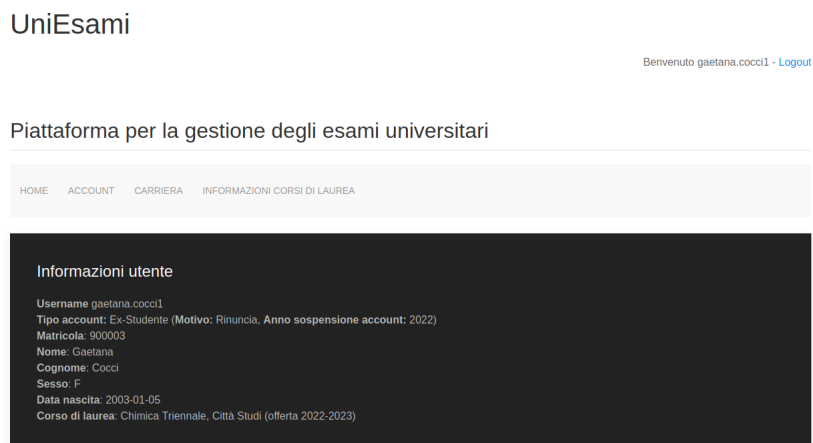 UniEsami
Benvenuto gaetana.cocci1 - Logout
Piattaforma per la gestione degli esami universitari
HOME ACCOUNT CARRIERA INFORMAZIONI CORSI DI LAUREA
Informazioni utente
Username gaetana.cocci1
Tipo account: Ex-Studente (Motivo: Rinuncia, Anno sospensione account: 2022)
Matricola: 900003
Nome: Gaetana
Cognome: Cocci
Sesso: F
Data nascita: 2003-01-05
Corso di laurea: Chimica Triennale, Città Studi (offerta 2022-2023)